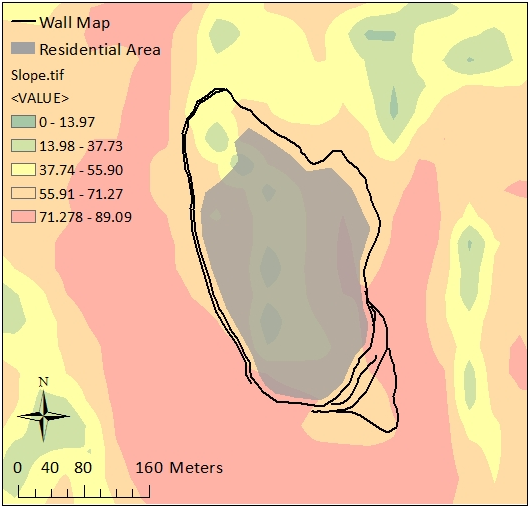 Wall Map
Residential Area
Slope.tif
<VALUE>
0 - 13.97
13.98 - 37.73
37.74 - 55.90
55.91 - 71.27
71.278 - 89.09
N
0 40 80 160 Meters